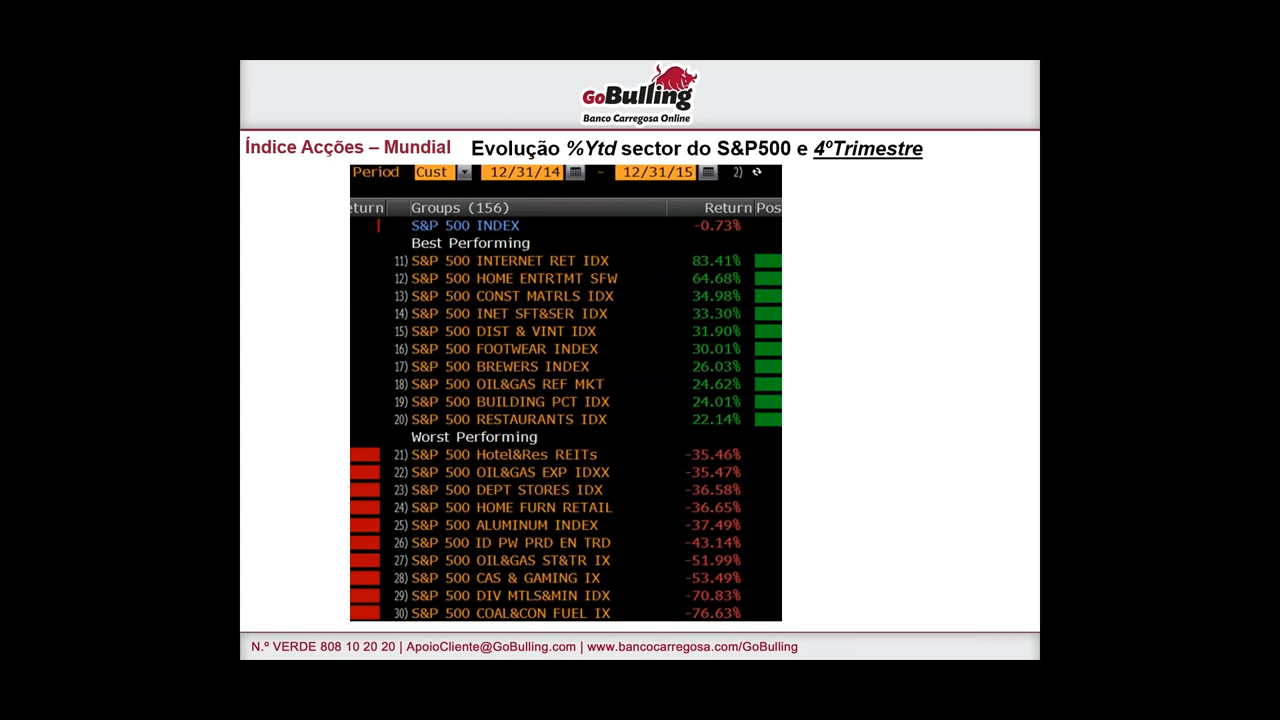 GoBulling
Banco Carregosa Online
Índice Acções – Mundial
Evolução %Ytd sector do S&P500 e 4ºTrimestre
Period Cust 12/31/14 - 12/31/15 2)
eturn Groups (156) Return Pos
S&P 500 INDEX -0.73%
Best Performing
11) S&P 500 INTERNET RET IDX 83.41%
12) S&P 500 HOME ENTRTMT SFW 64.68%
13) S&P 500 CONST MATRLS IDX 34.98%
14) S&P 500 INET SFT&SER IDX 33.30%
15) S&P 500 DIST & VINT IDX 31.90%
16) S&P 500 FOOTWEAR INDEX 30.01%
17) S&P 500 BREWERS INDEX 26.03%
18) S&P 500 OIL&GAS REF MKT 24.62%
19) S&P 500 BUILDING PCT IDX 24.01%
20) S&P 500 RESTAURANTS IDX 22.14%
Worst Performing
21) S&P 500 Hotel&Res REITs -35.46%
22) S&P 500 OIL&GAS EXP IDXX -35.47%
23) S&P 500 DEPT STORES IDX -36.58%
24) S&P 500 HOME FURN RETAIL -36.65%
25) S&P 500 ALUMINUM INDEX -37.49%
26) S&P 500 ID PW PRD EN TRD -43.14%
27) S&P 500 OIL&GAS ST&TR IX -51.99%
28) S&P 500 CAS & GAMING IX -53.49%
29) S&P 500 DIV MTLS&MIN IDX -70.83%
30) S&P 500 COAL&CON FUEL IX -76.63%
N.º VERDE 808 10 20 20 | ApoioCliente@GoBulling.com | www.bancocarregosa.com/GoBulling